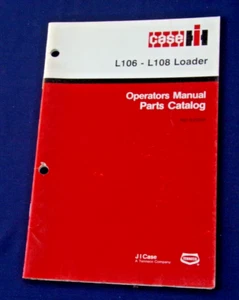 CASE IH
L106 - L108 Loader
Operators Manual
Parts Catalog
J I Case
A Tenneco Company